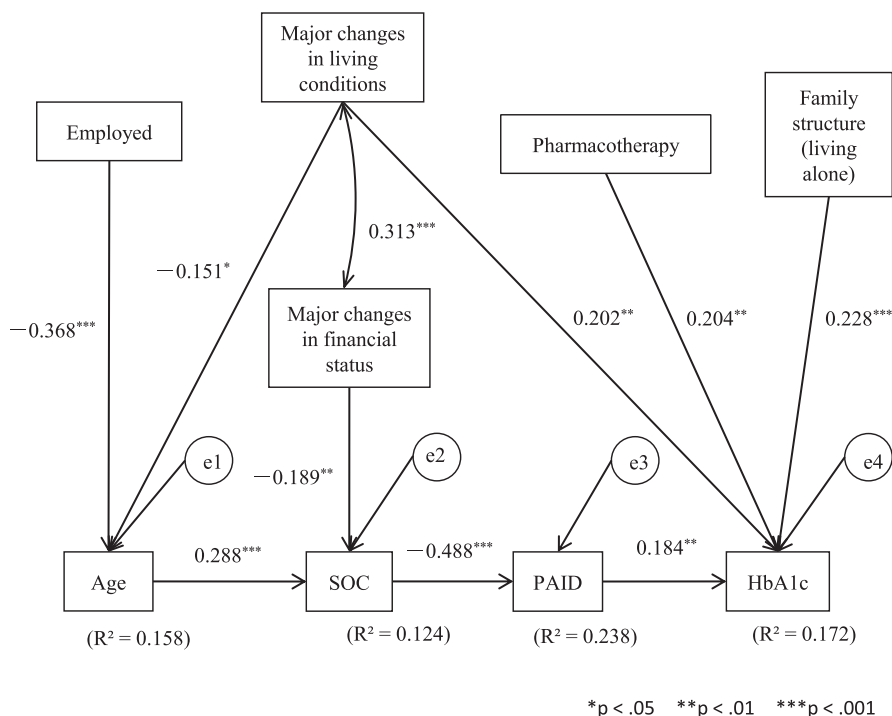 Major changes
in living
conditions
Family
structure
(living
alone)
Employed
Pharmacotherapy
0.313***
—0.151*
Major changes
in financial
status
0.202**
0.204**
0.228***
—0.368***
e1
e2
e3
e4
—0.189**
0.288***
—0.488***
0.184**
Age
SOC
PAID
HbA1c
(R² = 0.158)
(R² = 0.124)
(R² = 0.238)
(R² = 0.172)
*p < .05 **p < .01 ***p < .001